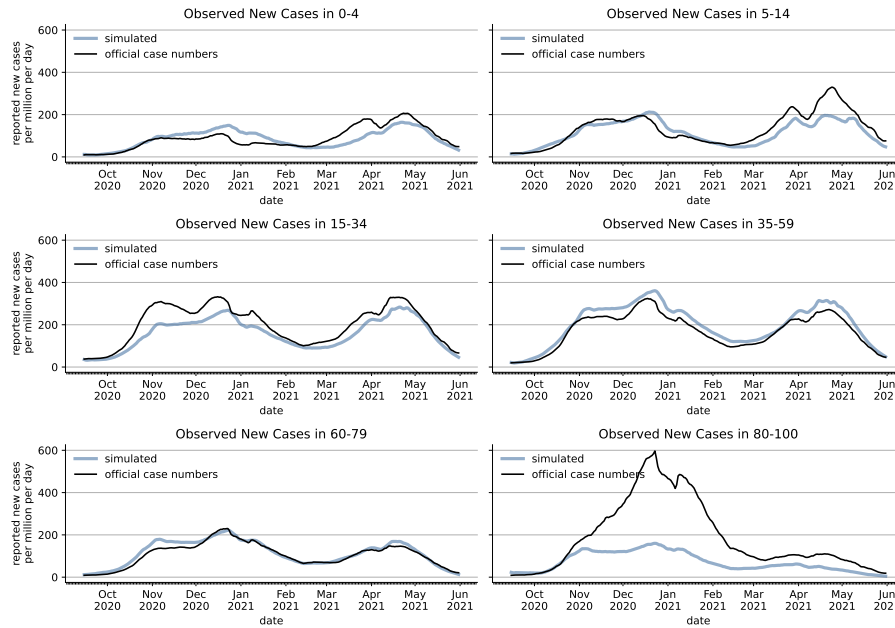 Observed New Cases in 0-4
simulated
official case numbers
reported new cases
per million per day
600
400
200
0
Oct
2020
Nov
2020
Dec
2020
Jan
2021
Feb
2021
Mar
2021
Apr
2021
May
2021
Jun
2021
date
Observed New Cases in 5-14
simulated
official case numbers
Oct
2020
Nov
2020
Dec
2020
Jan
2021
Feb
2021
Mar
2021
Apr
2021
May
2021
Jun
202
date
Observed New Cases in 15-34
simulated
official case numbers
reported new cases
per million per day
600
400
200
0
Oct
2020
Nov
2020
Dec
2020
Jan
2021
Feb
2021
Mar
2021
Apr
2021
May
2021
Jun
2021
date
Observed New Cases in 35-59
simulated
official case numbers
Oct
2020
Nov
2020
Dec
2020
Jan
2021
Feb
2021
Mar
2021
Apr
2021
May
2021
Jun
202
date
Observed New Cases in 60-79
simulated
official case numbers
reported new cases
per million per day
600
400
200
0
Oct
2020
Nov
2020
Dec
2020
Jan
2021
Feb
2021
Mar
2021
Apr
2021
May
2021
Jun
2021
date
Observed New Cases in 80-100
simulated
official case numbers
Oct
2020
Nov
2020
Dec
2020
Jan
2021
Feb
2021
Mar
2021
Apr
2021
May
2021
Jun
202
date